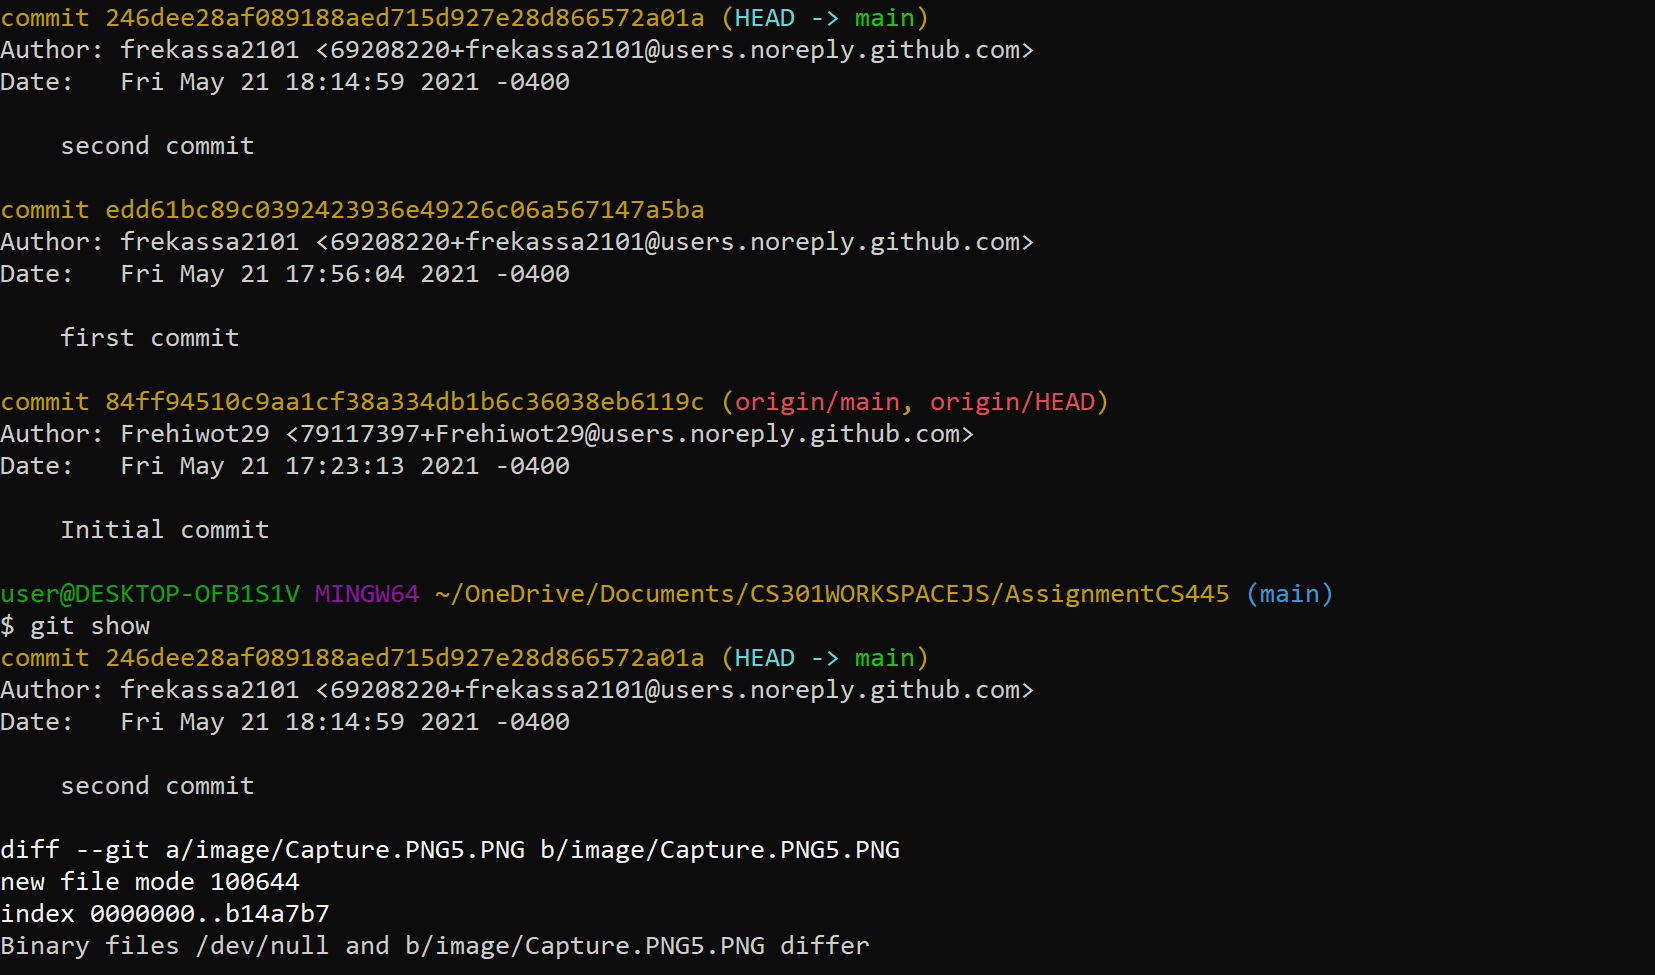 commit 246dee28af089188aed715d927e28d866572a01a (HEAD -> main)
Author: frekassa2101 <69208220+frekassa2101@users.noreply.github.com>
Date:   Fri May 21 18:14:59 2021 -0400

    second commit

commit edd61bc89c0392423936e49226c06a567147a5ba
Author: frekassa2101 <69208220+frekassa2101@users.noreply.github.com>
Date:   Fri May 21 17:56:04 2021 -0400

    first commit

commit 84ff94510c9aa1cf38a334db1b6c36038eb6119c (origin/main, origin/HEAD)
Author: Frehiwot29 <79117397+Frehiwot29@users.noreply.github.com>
Date:   Fri May 21 17:23:13 2021 -0400

    Initial commit

user@DESKTOP-OFB1S1V MINGW64 ~/OneDrive/Documents/CS301WORKSPACEJS/AssignmentCS445 (main)
$ git show
commit 246dee28af089188aed715d927e28d866572a01a (HEAD -> main)
Author: frekassa2101 <69208220+frekassa2101@users.noreply.github.com>
Date:   Fri May 21 18:14:59 2021 -0400

    second commit

diff --git a/image/Capture.PNG5.PNG b/image/Capture.PNG5.PNG
new file mode 100644
index 0000000..b14a7b7
Binary files /dev/null and b/image/Capture.PNG5.PNG differ